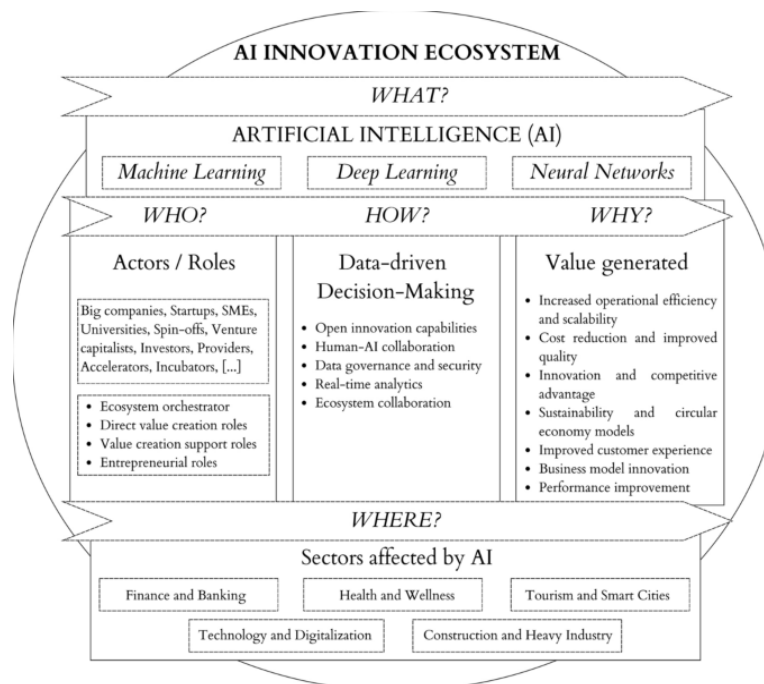 AI INNOVATION ECOSYSTEM
WHAT?
ARTIFICIAL INTELLIGENCE (AI)
Machine Learning
Deep Learning
Neural Networks
WHO?
HOW?
WHY?
Actors / Roles
Big companies, Startups, SMEs,
Universities, Spin-offs, Venture
capitalists, Investors, Providers,
Accelerators, Incubators, [...]
• Ecosystem orchestrator
• Direct value creation roles
• Value creation support roles
• Entrepreneurial roles
Data-driven
Decision-Making
• Open innovation capabilities
• Human-AI collaboration
• Data governance and security
• Real-time analytics
• Ecosystem collaboration
Value generated
• Increased operational efficiency
and scalability
• Cost reduction and improved
quality
• Innovation and competitive
advantage
• Sustainability and circular
economy models
• Improved customer experience
• Business model innovation
• Performance improvement
WHERE?
Sectors affected by AI
Finance and Banking
Health and Wellness
Tourism and Smart Cities
Technology and Digitalization
Construction and Heavy Industry